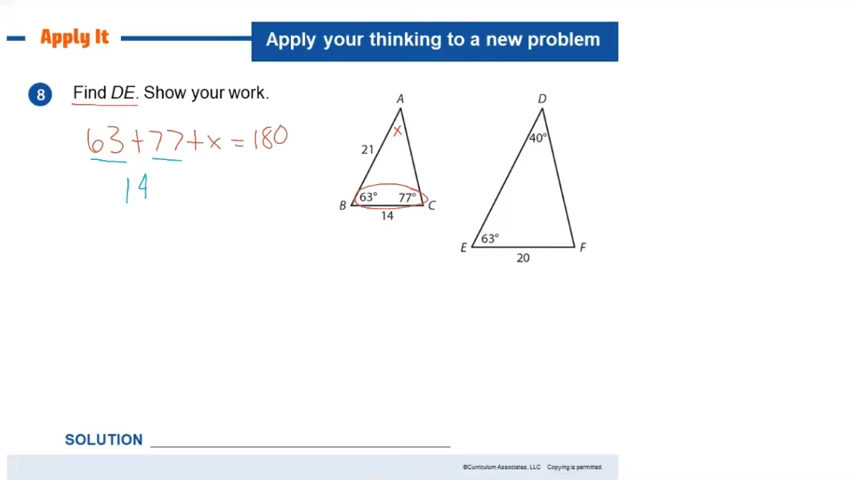 Apply It
Apply your thinking to a new problem
8 Find DE. Show your work.
63+77+x=180
14
A
x
21
63° 77°
B C
14
D
40°
63°
E F
20
SOLUTION
©Curriculum Associates, LLC Copying is permitted.